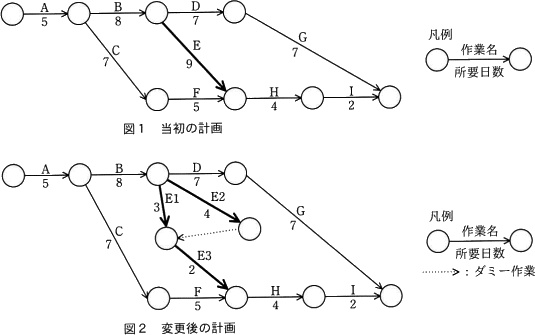 A
5
B
8
D
7
C
7
E
9
G
7
F
5
H
4
I
2
凡例
作業名
所要日数
図1 当初の計画
A
5
B
8
D
7
C
7
E1
3
E2
4
E3
2
G
7
F
5
H
4
I
2
凡例
作業名
所要日数
：ダミー作業
図2 変更後の計画